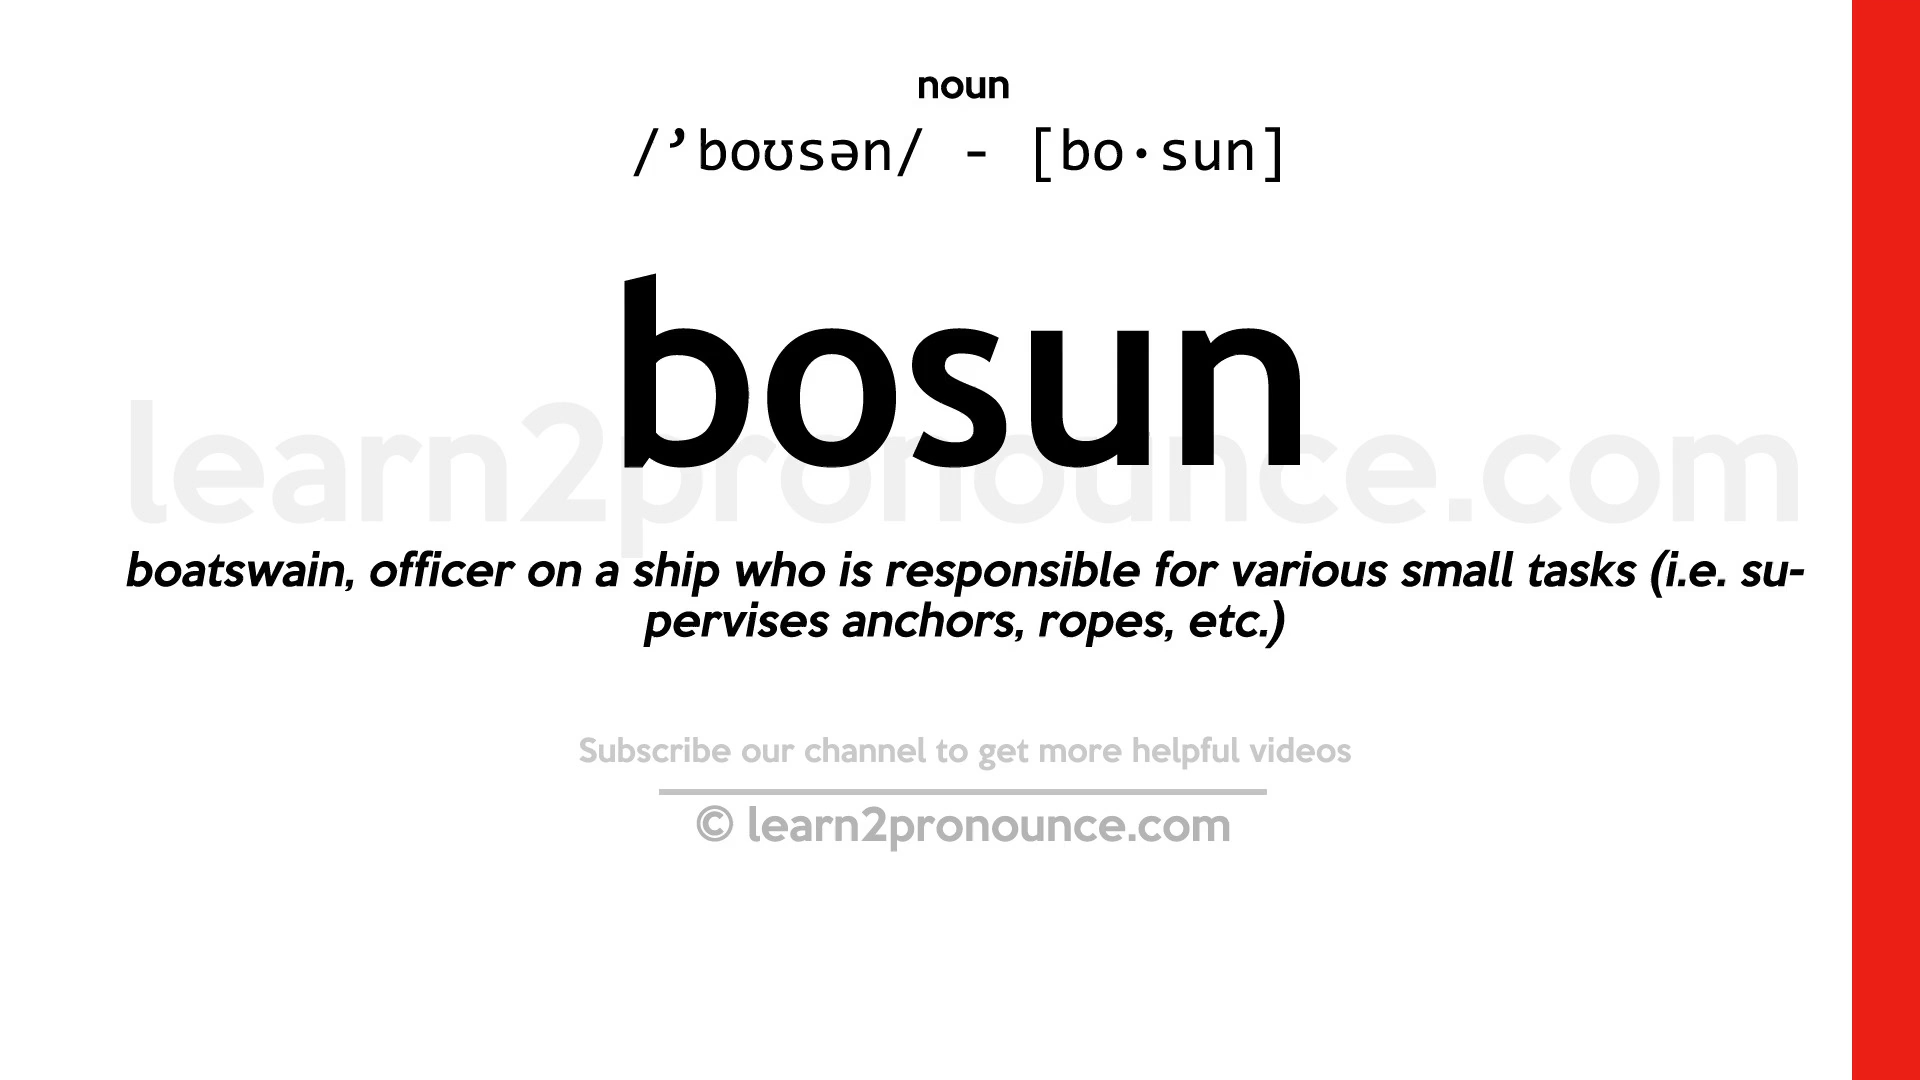 noun
/’boʊsən/ - [bo·sun]
bosun
learn2pronounce.com
boatswain, officer on a ship who is responsible for various small tasks (i.e. su-
pervises anchors, ropes, etc.)
Subscribe our channel to get more helpful videos
© learn2pronounce.com